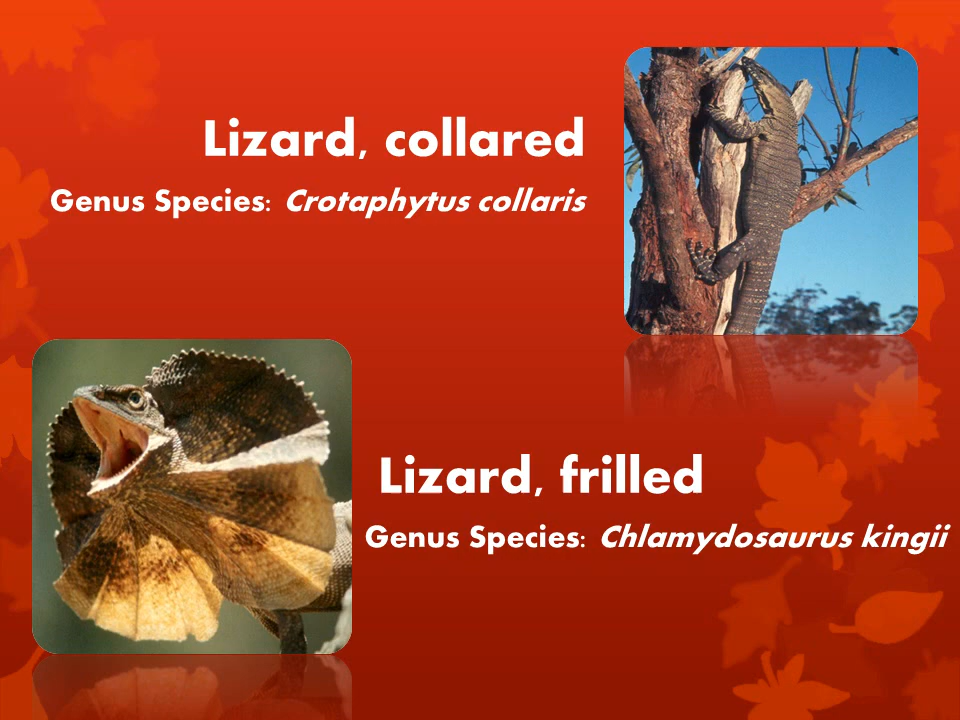 Lizard, collared
Genus Species: Crotaphytus collaris
Lizard, frilled
Genus Species: Chlamydosaurus kingii